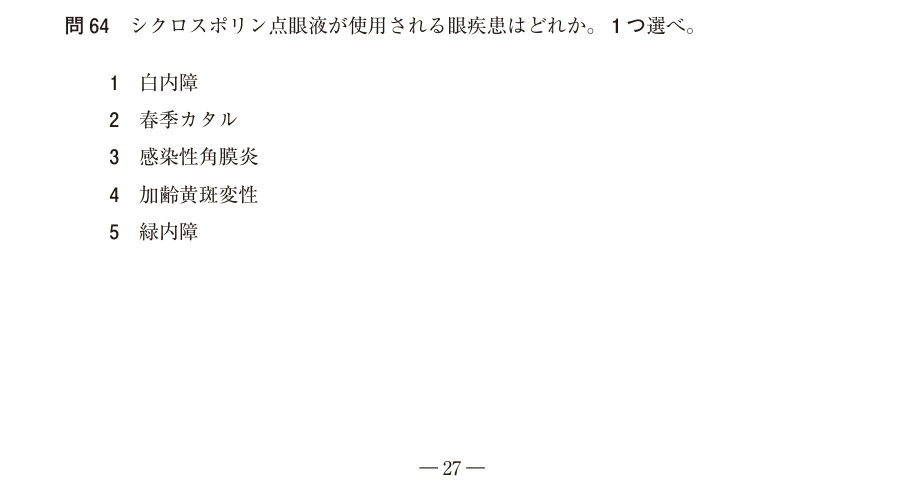 問64 シクロスポリン点眼液が使用される眼疾患はどれか。1つ選べ。
1 白内障
2 春季カタル
3 感染性角膜炎
4 加齢黄斑変性
5 緑内障
— 27 —